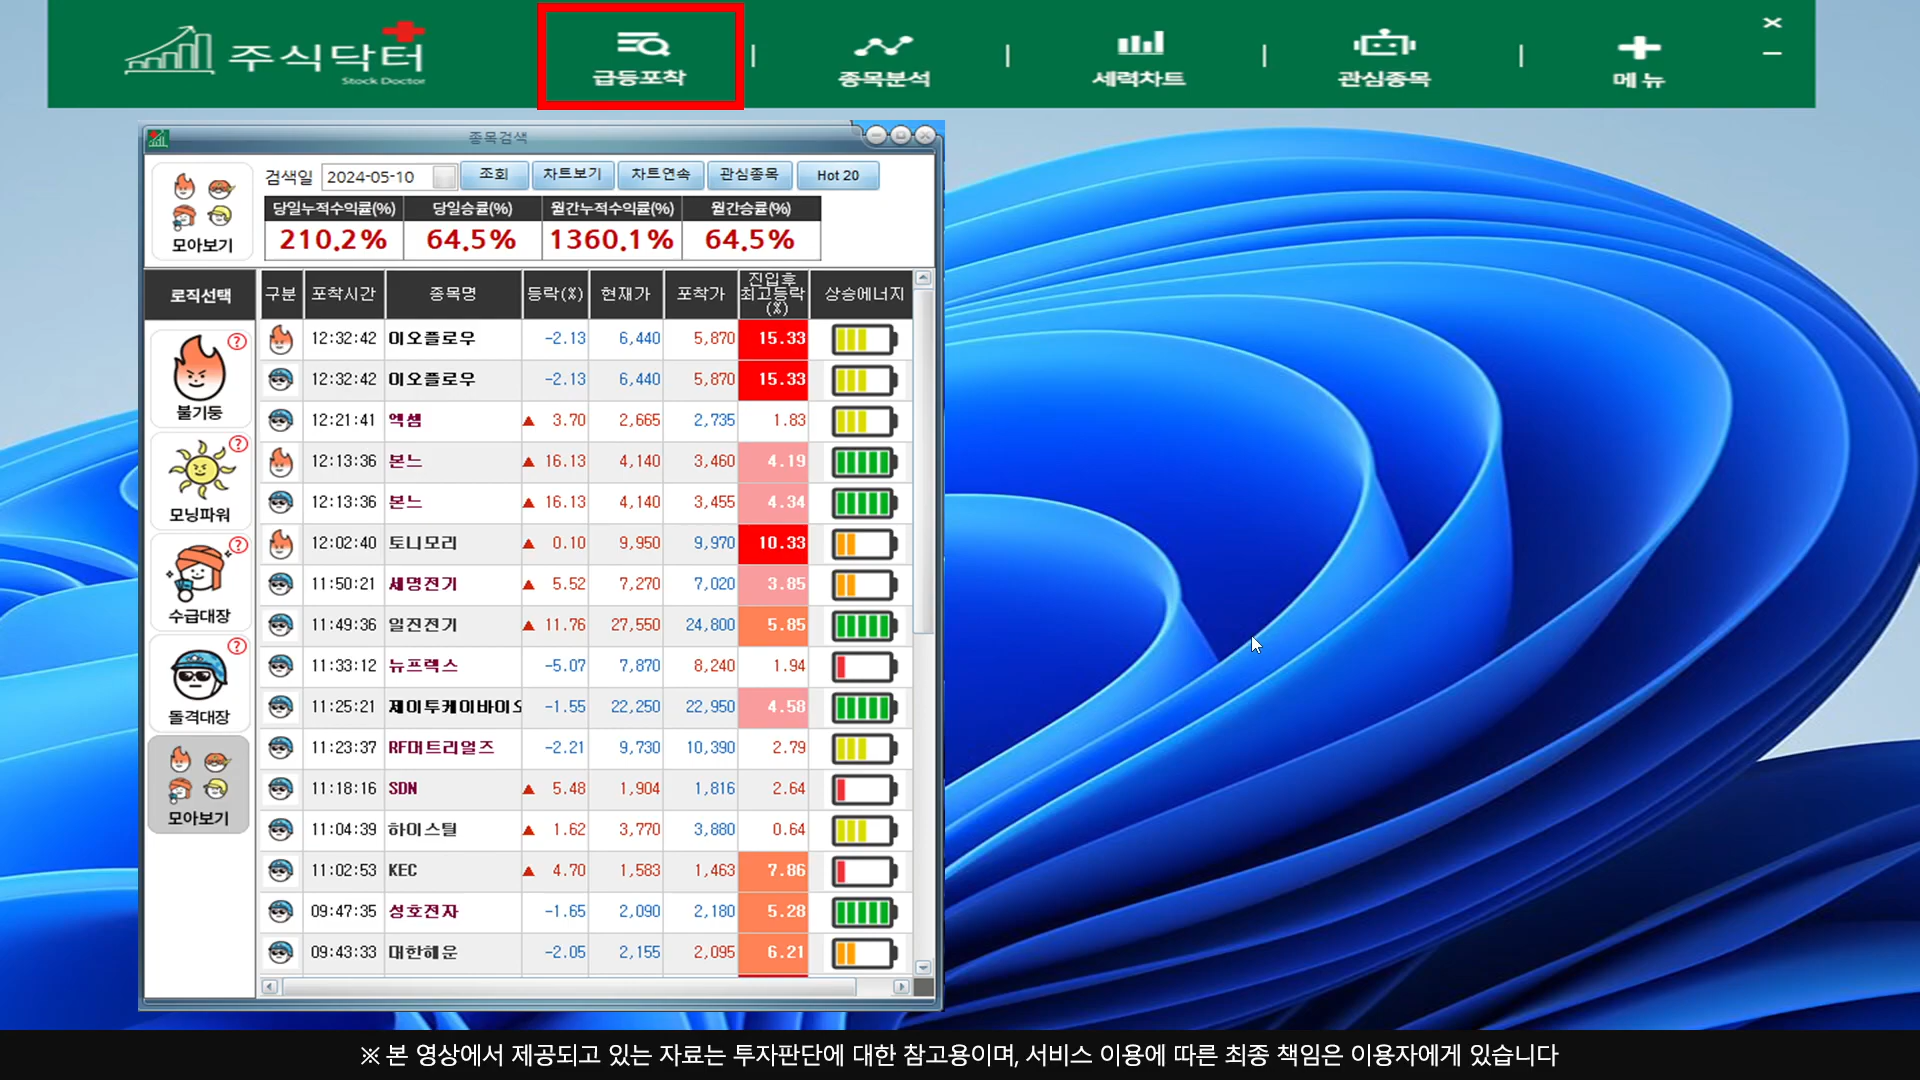 주식닥터
Stock Doctor
급등포착
종목분석
세력차트
관심종목
메뉴
종목검색
모아보기
검색일 2024-05-10 조회 차트보기 차트연속 관심종목 Hot 20
당일누적수익률(%) 당일승률(%) 월간누적수익률(%) 월간승률(%)
210.2% 64.5% 1360.1% 64.5%
로직선택
불기둥
모닝파워
수급대장
돌격대장
모아보기
구분 포착시간 종목명 등락(%) 현재가 포착가 진입후 최고등락 (%) 상승에너지
12:32:42 이오플로우 -2.13 6,440 5,870 15.33
12:32:42 이오플로우 -2.13 6,440 5,870 15.33
12:21:41 엑셈 ▲ 3.70 2,665 2,735 1.83
12:13:36 본느 ▲ 16.13 4,140 3,460 4.19
12:13:36 본느 ▲ 16.13 4,140 3,455 4.34
12:02:40 토니모리 ▲ 0.10 9,950 9,970 10.33
11:50:21 세명전기 ▲ 5.52 7,270 7,020 3.85
11:49:36 일진전기 ▲ 11.76 27,550 24,800 5.85
11:33:12 뉴프렉스 -5.07 7,870 8,240 1.94
11:25:21 제이투케이바이오 -1.55 22,250 22,950 4.58
11:23:37 RF머트리얼즈 -2.21 9,730 10,390 2.79
11:18:16 SDN ▲ 5.48 1,904 1,816 2.64
11:04:39 하이스틸 ▲ 1.62 3,770 3,880 0.64
11:02:53 KEC ▲ 4.70 1,583 1,463 7.86
09:47:35 성호전자 -1.65 2,090 2,180 5.28
09:43:33 대한해운 -2.05 2,155 2,095 6.21
※ 본 영상에서 제공되고 있는 자료는 투자판단에 대한 참고용이며, 서비스 이용에 따른 최종 책임은 이용자에게 있습니다